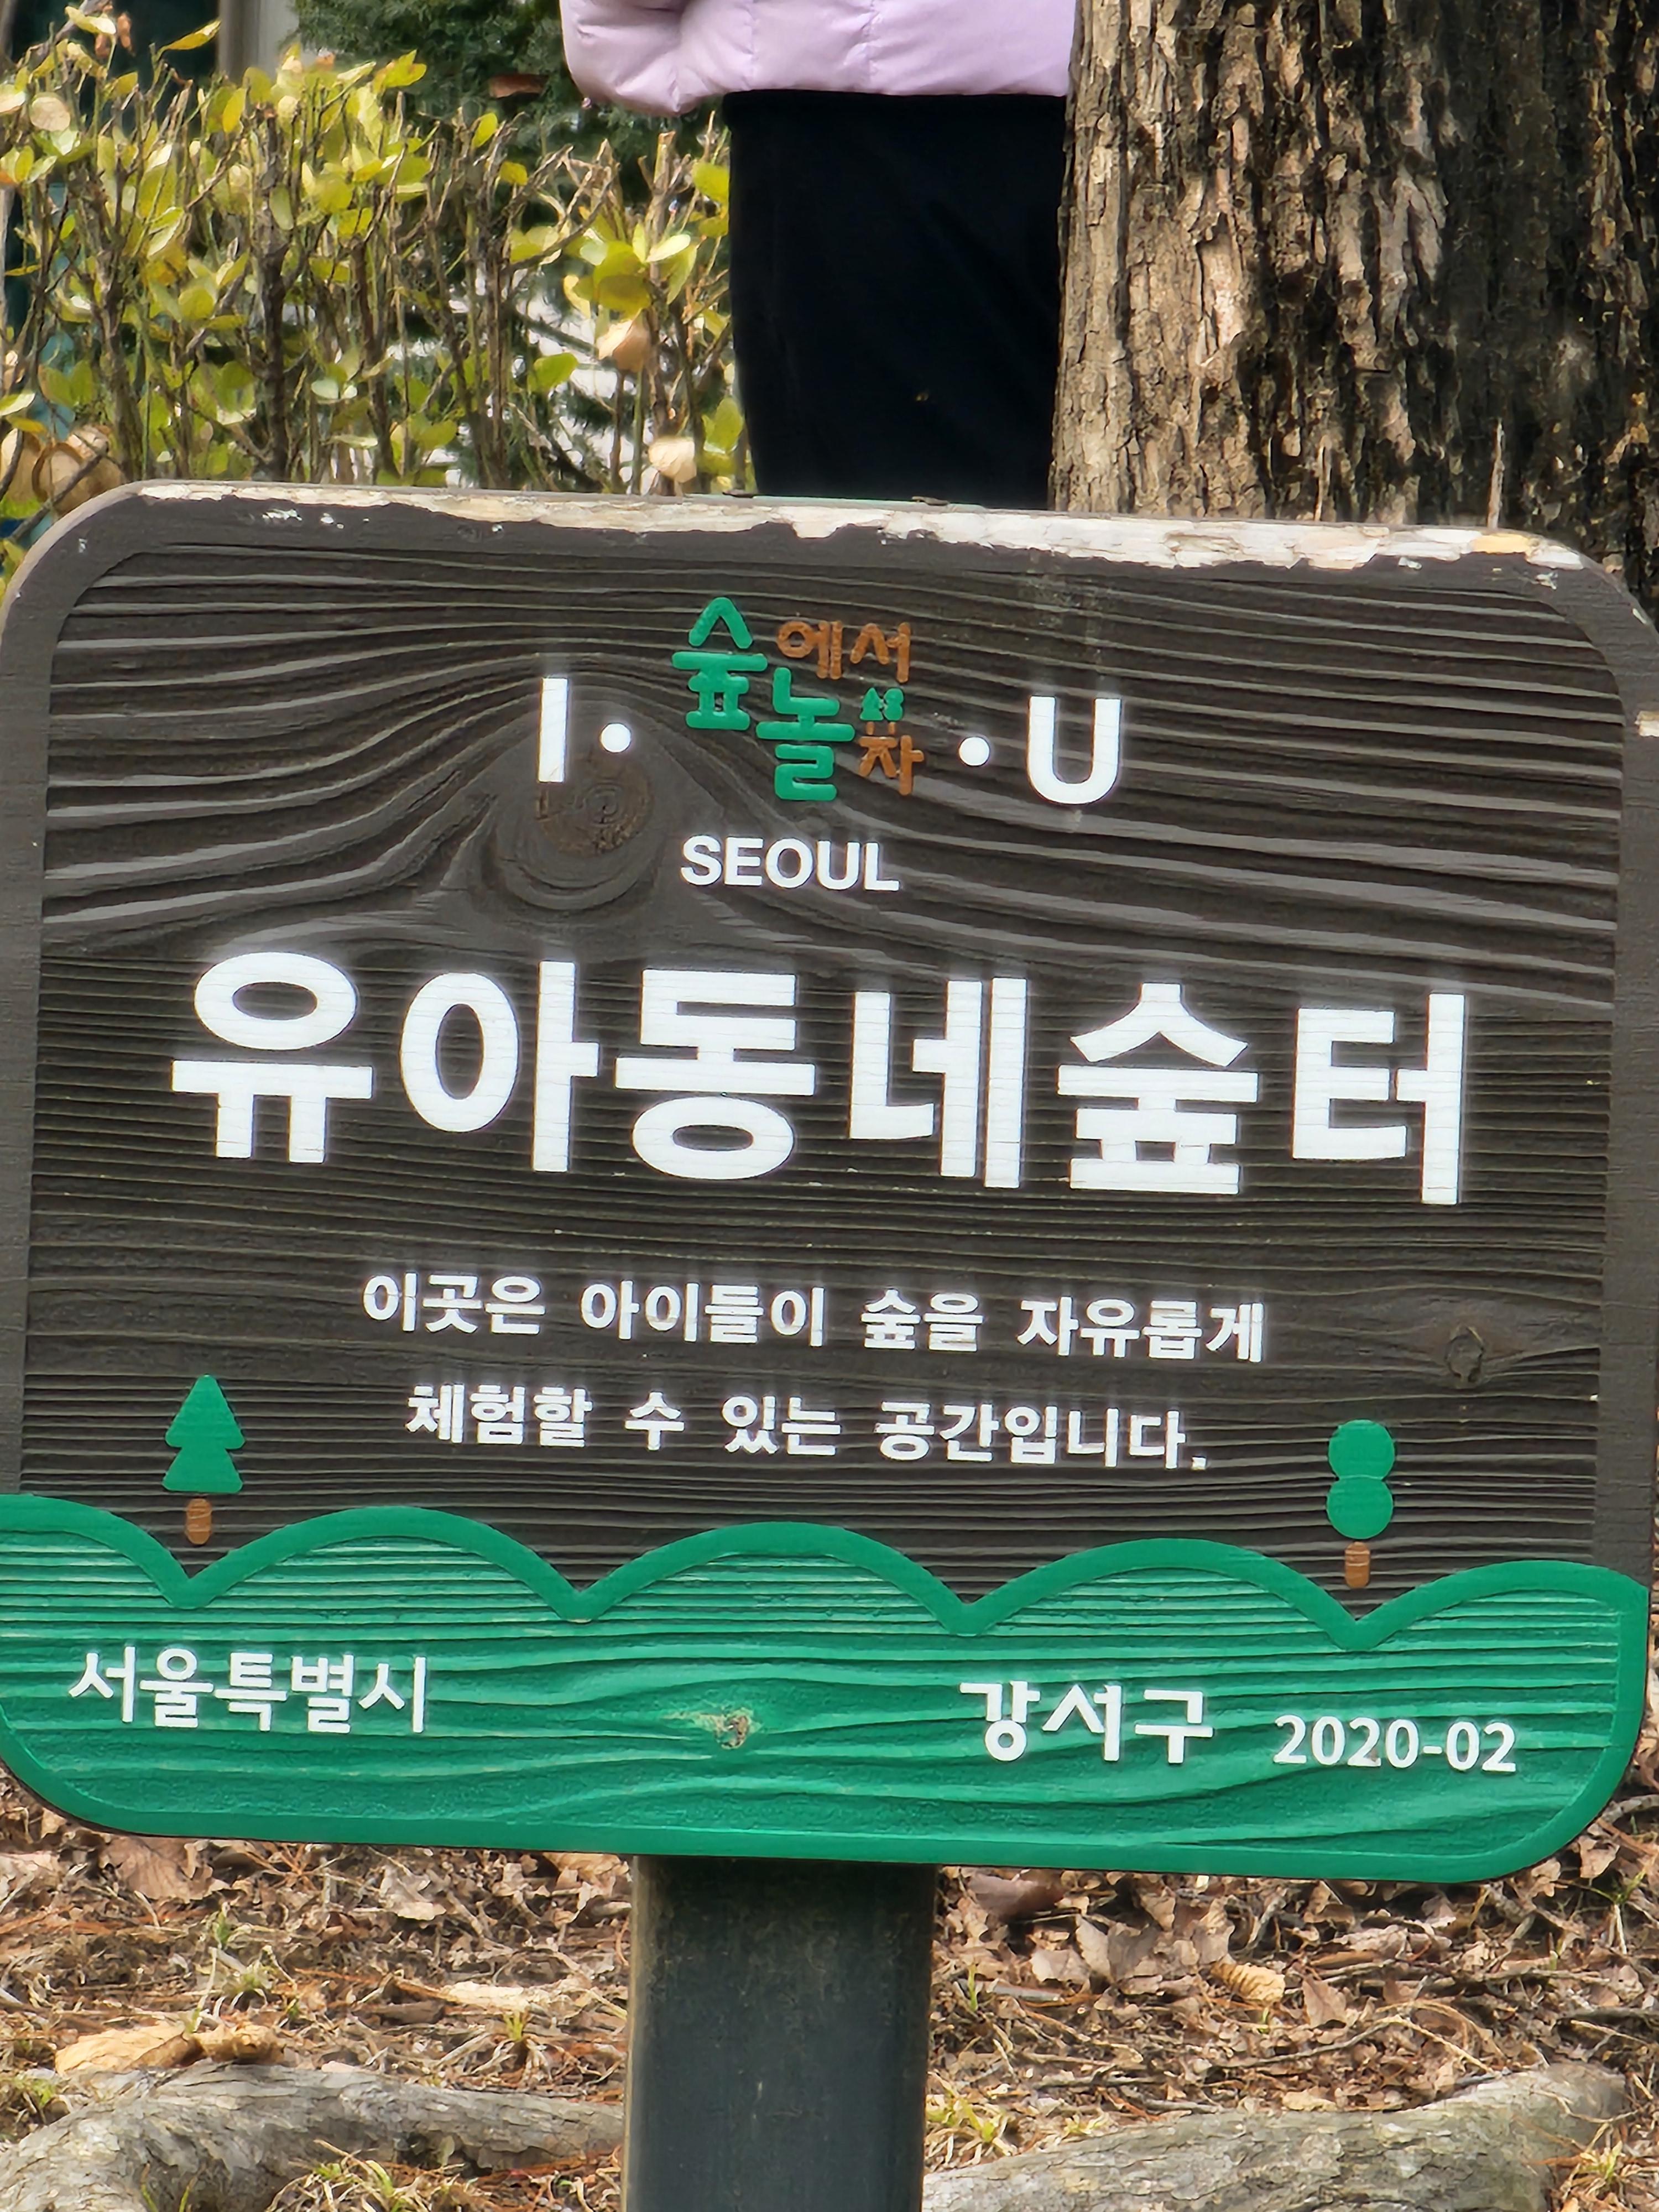 I· 숲에서 놀자 ·U
SEOUL
유아동네숲터
이곳은 아이들이 숲을 자유롭게
체험할 수 있는 공간입니다.
서울특별시 강서구 2020-02